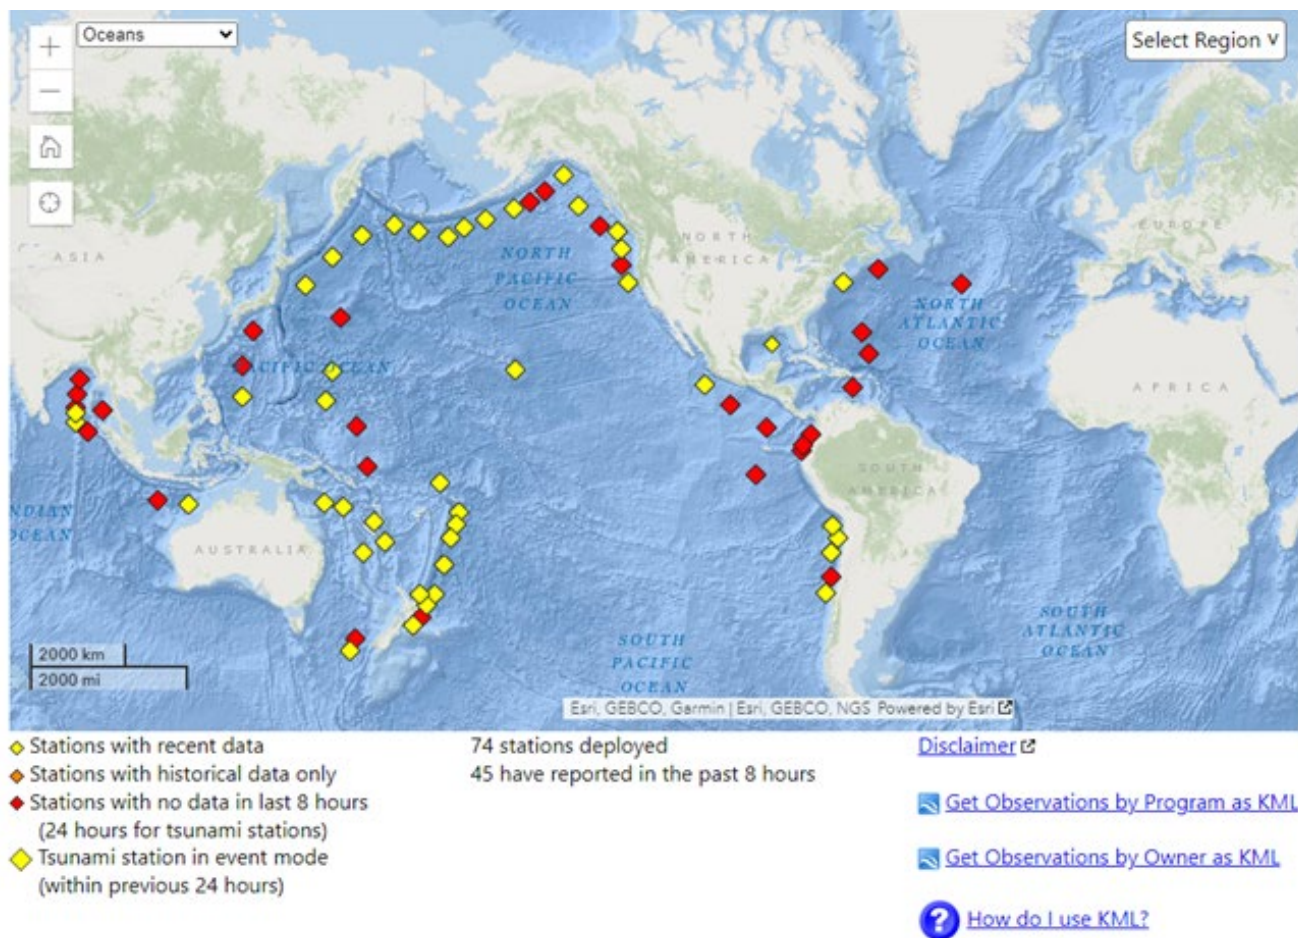 +
Oceans
Select Region v
−
ASIA
NORTH
PACIFIC
OCEAN
NORTH
AMERICA
EUROPE
NORTH
ATLANTIC
OCEAN
PACIFIC OCEAN
AFRICA
SOUTH
AMERICA
NDIAN
OCEAN
AUSTRALIA
SOUTH
PACIFIC
OCEAN
SOUTH
ATLANTIC
OCEAN
2000 km
2000 mi
Esri, GEBCO, Garmin | Esri, GEBCO, NGS Powered by Esri
Stations with recent data
Stations with historical data only
Stations with no data in last 8 hours
(24 hours for tsunami stations)
Tsunami station in event mode
(within previous 24 hours)
74 stations deployed
45 have reported in the past 8 hours
Disclaimer
Get Observations by Program as KML
Get Observations by Owner as KML
? How do I use KML?